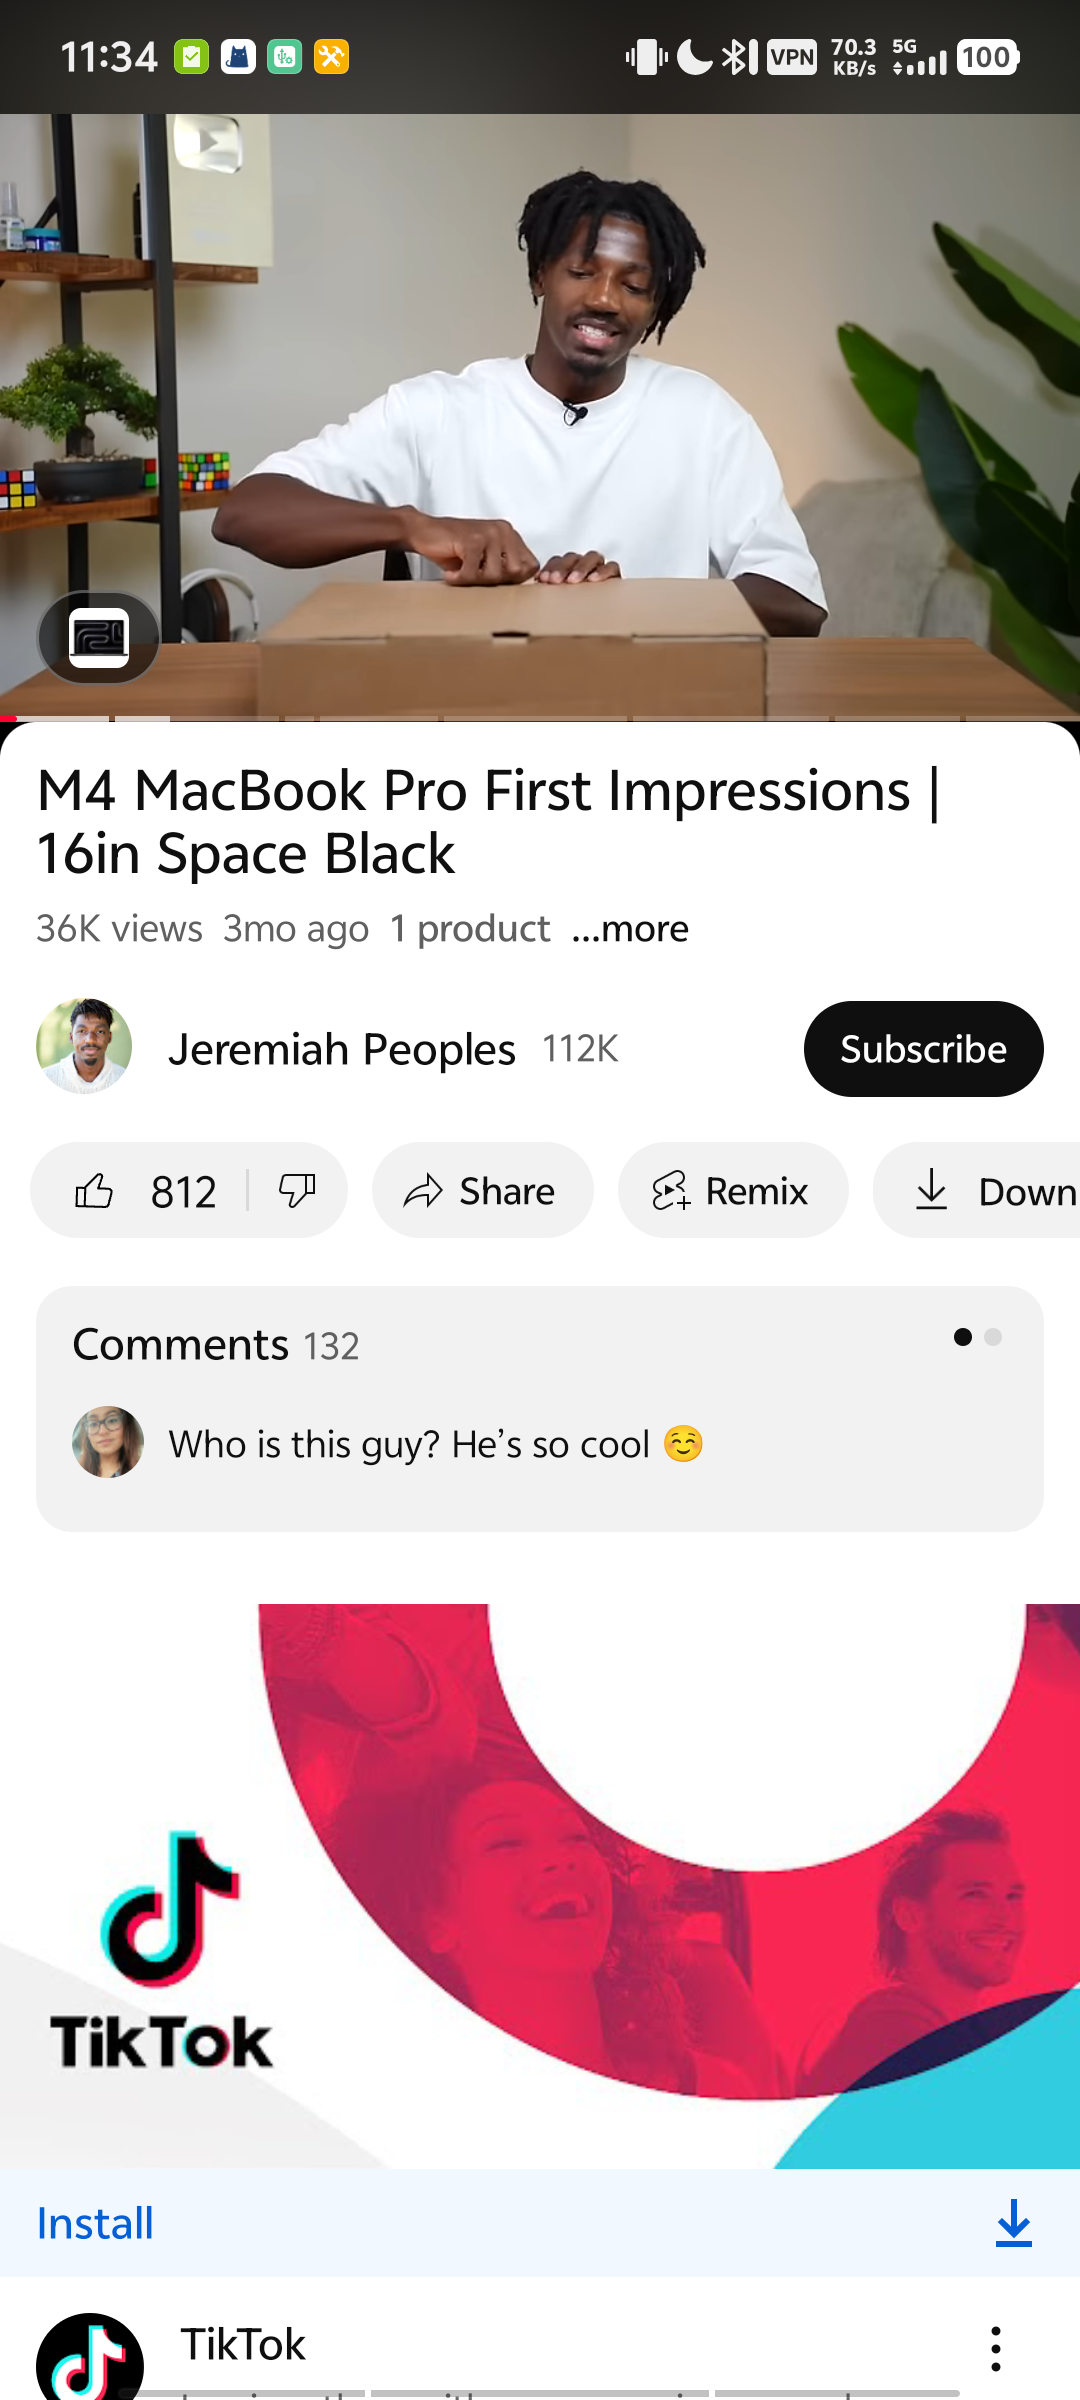 11:34
VPN
70.3 KB/s
5G
100
M4 MacBook Pro First Impressions |
16in Space Black
36K views 3mo ago 1 product ...more
Jeremiah Peoples 112K
Subscribe
812
Share
Remix
Down
Comments 132
Who is this guy? He's so cool ☺️
TikTok
Install
TikTok